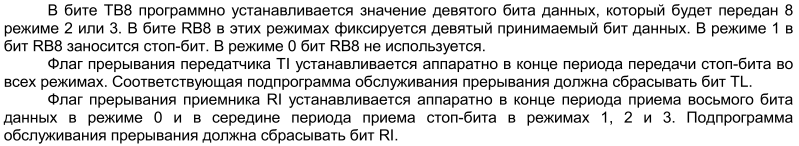 В бите TB8 программно устанавливается значение девятого бита данных, который будет передан 8
режиме 2 или 3. В бите RB8 в этих режимах фиксируется девятый принимаемый бит данных. В режиме 1 в
бит RB8 заносится стоп-бит. В режиме 0 бит RB8 не используется.
Флаг прерывания передатчика TI устанавливается аппаратно в конце периода передачи стоп-бита во
всех режимах. Соответствующая подпрограмма обслуживания прерывания должна сбрасывать бит TL.
Флаг прерывания приемника RI устанавливается аппаратно в конце периода приема восьмого бита
данных в режиме 0 и в середине периода приема стоп-бита в режимах 1, 2 и 3. Подпрограмма
обслуживания прерывания должна сбрасывать бит RI.